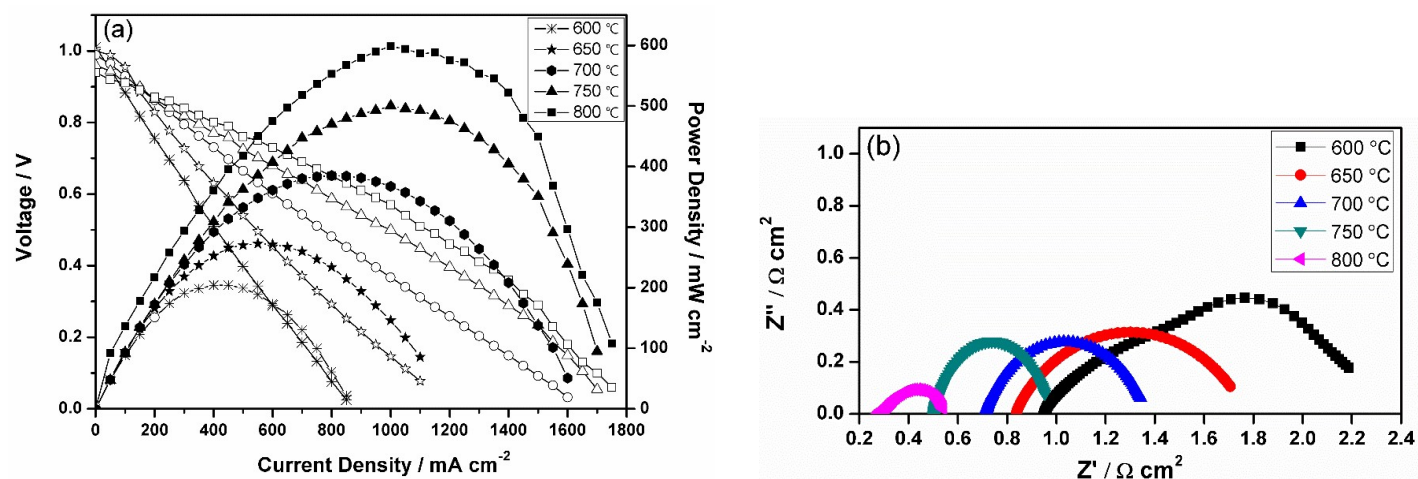 (a)
600 ℃
650 ℃
700 ℃
750 ℃
800 ℃
1.0
0.8
0.6
0.4
0.2
0.0
Voltage / V
600
500
400
300
200
100
0
Power Density / mW cm-2
0 200 400 600 800 1000 1200 1400 1600 1800
Current Density / mA cm-2
(b)
600 °C
650 °C
700 °C
750 °C
800 °C
1.0
0.8
0.6
0.4
0.2
0.0
Z'' / Ω cm2
0.2 0.4 0.6 0.8 1.0 1.2 1.4 1.6 1.8 2.0 2.2 2.4
Z' / Ω cm2